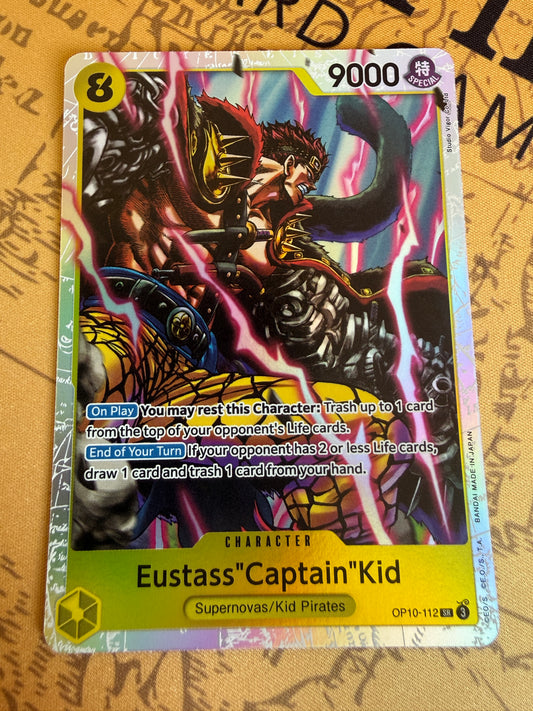 8
9000
特
SPECIAL
On Play You may rest this Character: Trash up to 1 card
from the top of your opponent's Life cards.
End of Your Turn If your opponent has 2 or less Life cards,
draw 1 card and trash 1 card from your hand.
CHARACTER
Eustass"Captain"Kid
Supernovas/Kid Pirates
OP10-112 SR 3
BANDAI MADE IN JAPAN
©E.O./S. ©E.O./S., T.A.